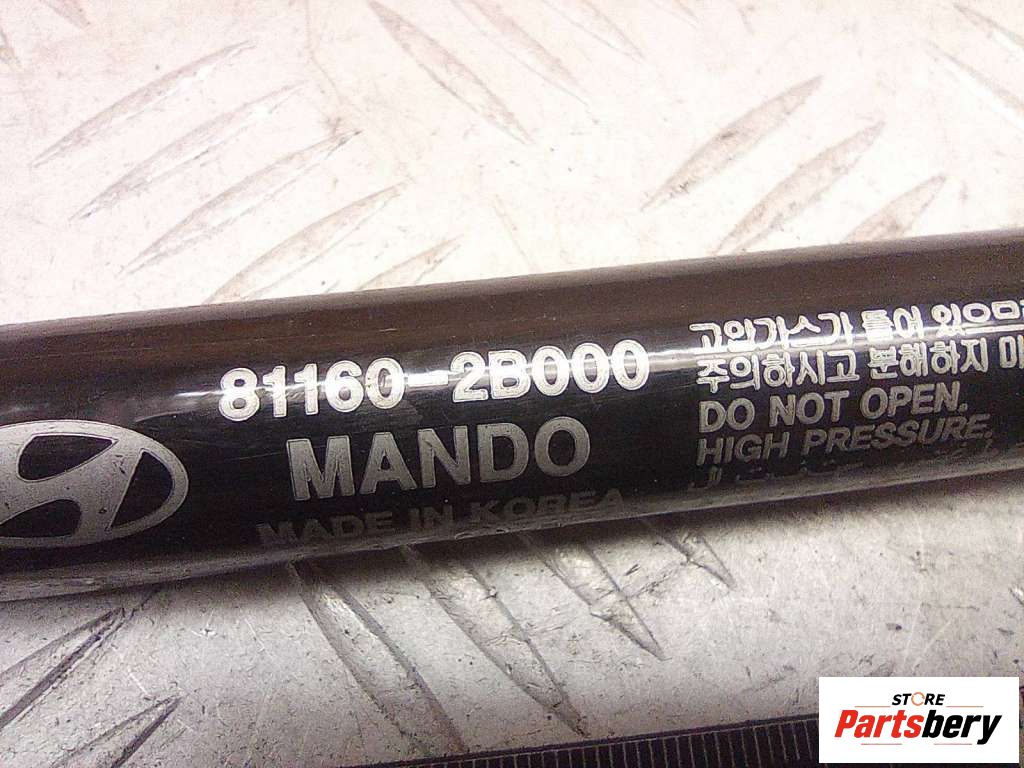 81160-2B000
MANDO
MADE IN KOREA
고압가스가 들어 있으므
주의하시고 분해하지 마
DO NOT OPEN.
HIGH PRESSURE.
STORE
Partsbery